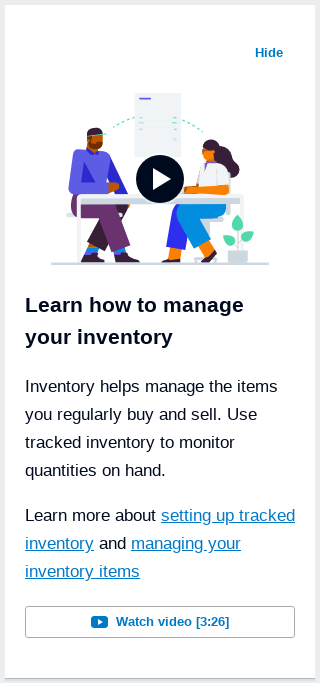 Hide
Learn how to manage
your inventory
Inventory helps manage the items
you regularly buy and sell. Use
tracked inventory to monitor
quantities on hand.
Learn more about setting up tracked
inventory and managing your
inventory items
Watch video [3:26]